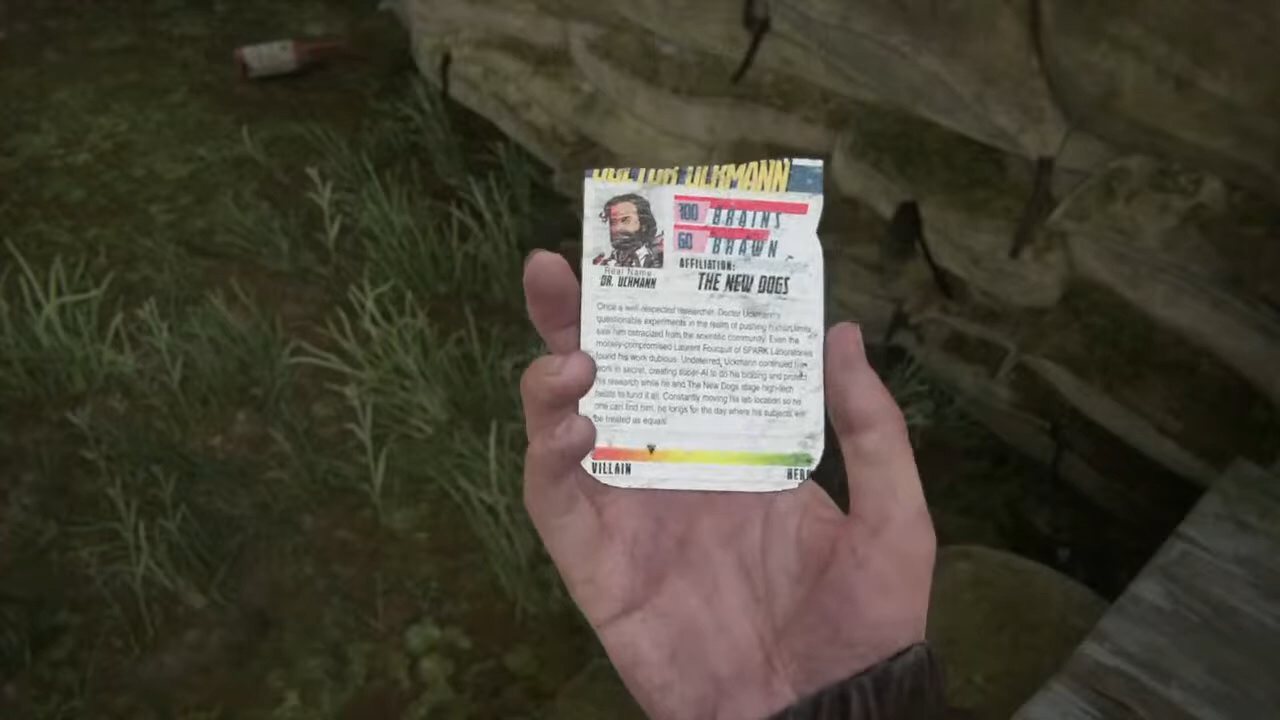 DOCTOR UCKMANN
100 BRAINS
60 BRAWN
AFFILIATION:
THE NEW DOGS
Real Name
DR. UCKMANN
Once a well-respected researcher, Doctor Uckmann's
questionable experiments in the realm of pushing human limits
saw him ostracized from the scientific community. Even the
morally-compromised Laurent Foucault of SPARK Laboratories
found his work dubious. Undeterred, Uckmann continued his
work in secret, creating super-AI to do his bidding and protect
his research while he and The New Dogs stage high-tech
heists to fund it all. Constantly moving his lab location so no
one can find him, he longs for the day where his subjects will
be treated as equals.
VILLAIN
HERO